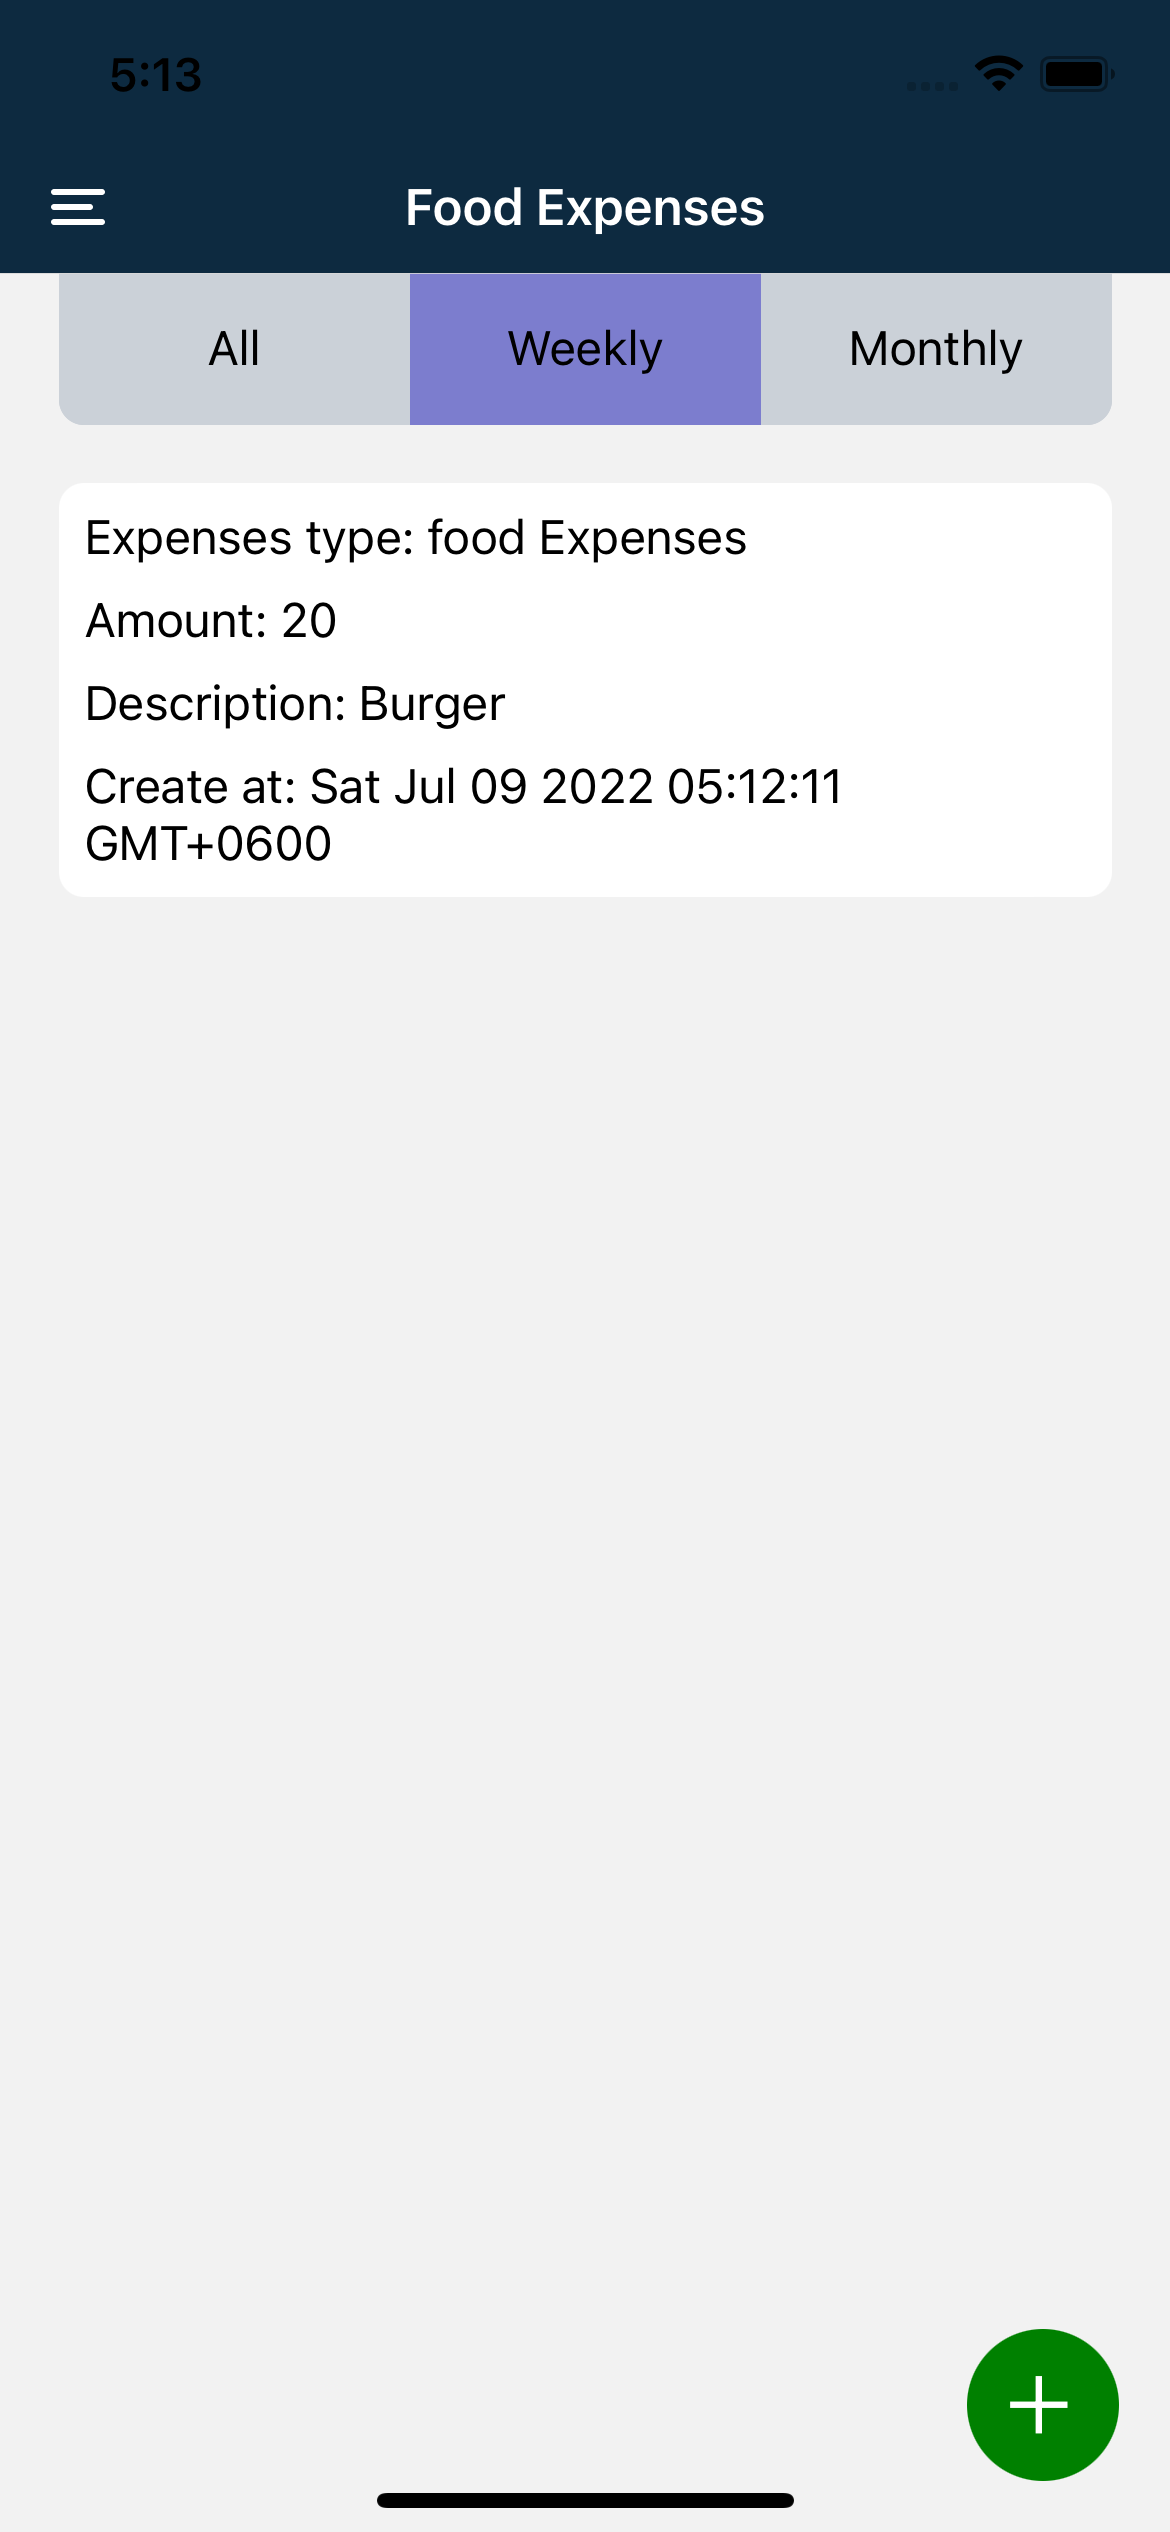 5:13
Food Expenses
All Weekly Monthly
Expenses type: food Expenses
Amount: 20
Description: Burger
Create at: Sat Jul 09 2022 05:12:11
GMT+0600